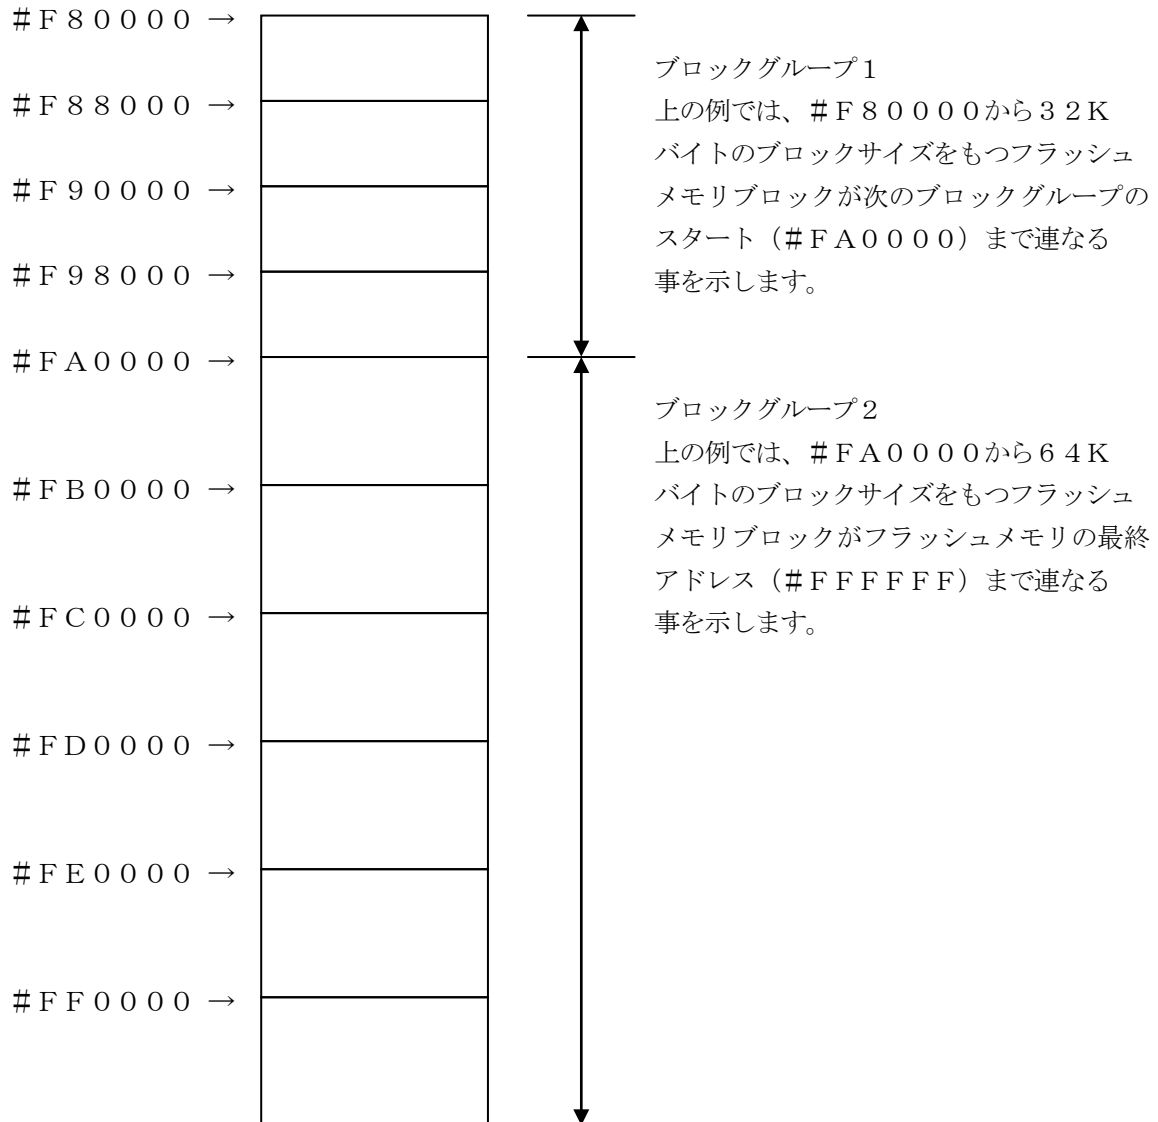 ＃Ｆ８００００ →
ブロックグループ１
＃Ｆ８８０００ →
上の例では、＃Ｆ８００００から３２Ｋ
バイトのブロックサイズをもつフラッシュ
＃Ｆ９００００ →
メモリブロックが次のブロックグループの
スタート（＃ＦＡ００００）まで連なる
＃Ｆ９８０００ →
事を示します。
＃ＦＡ００００ →
ブロックグループ２
上の例では、＃ＦＡ００００から６４Ｋ
＃ＦＢ００００ →
バイトのブロックサイズをもつフラッシュ
メモリブロックがフラッシュメモリの最終
アドレス（＃ＦＦＦＦＦＦ）まで連なる
＃ＦＣ００００ →
事を示します。
＃ＦＤ００００ →
＃ＦＥ００００ →
＃ＦＦ００００ →